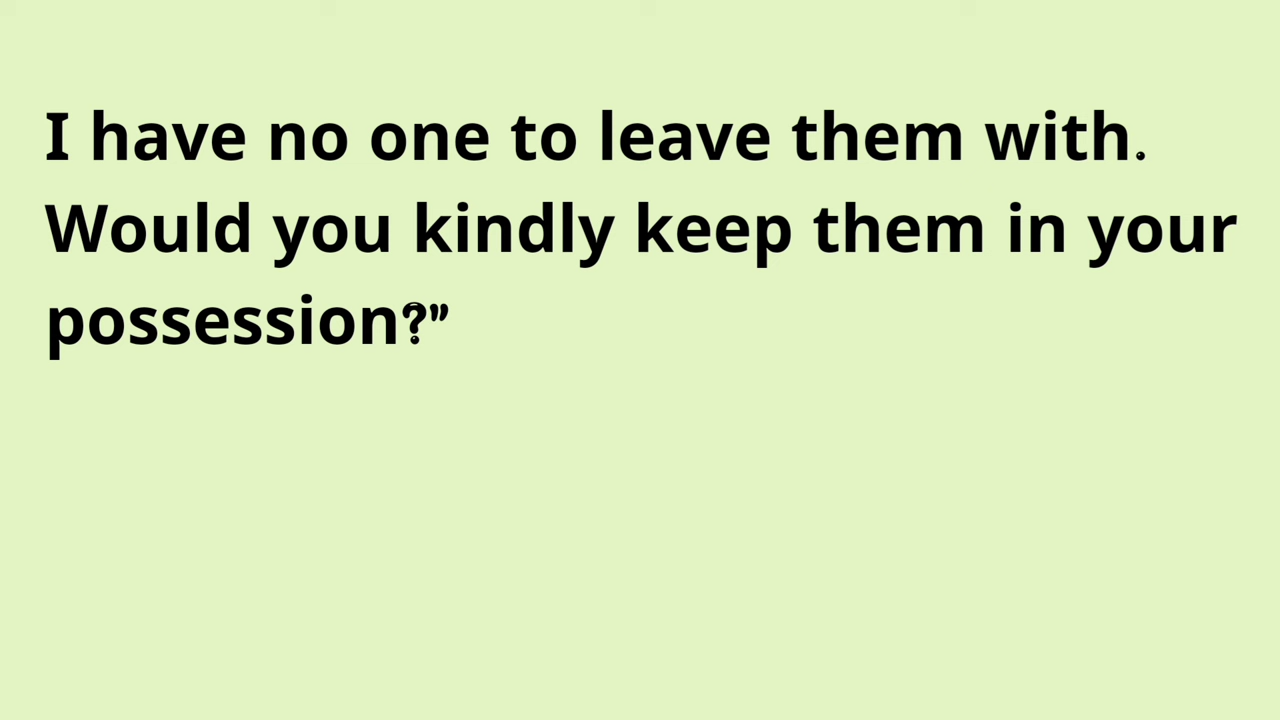 I have no one to leave them with.
Would you kindly keep them in your
possession?”